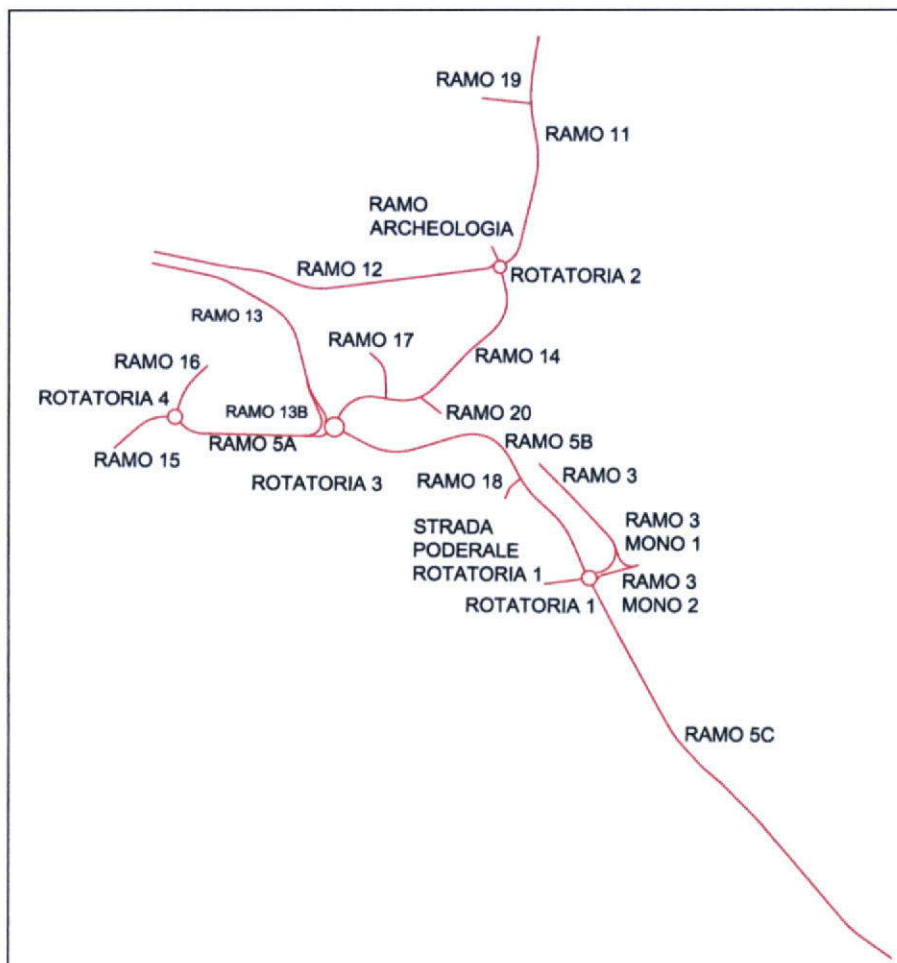 RAMO 19
RAMO 11
RAMO
ARCHEOLOGIA
RAMO 12
ROTATORIA 2
RAMO 13
RAMO 17
RAMO 14
RAMO 16
ROTATORIA 4
RAMO 13B
RAMO 20
RAMO 5A
RAMO 5B
RAMO 15
ROTATORIA 3
RAMO 18
RAMO 3
RAMO 3
MONO 1
STRADA
PODERALE
ROTATORIA 1
RAMO 3
MONO 2
ROTATORIA 1
RAMO 5C